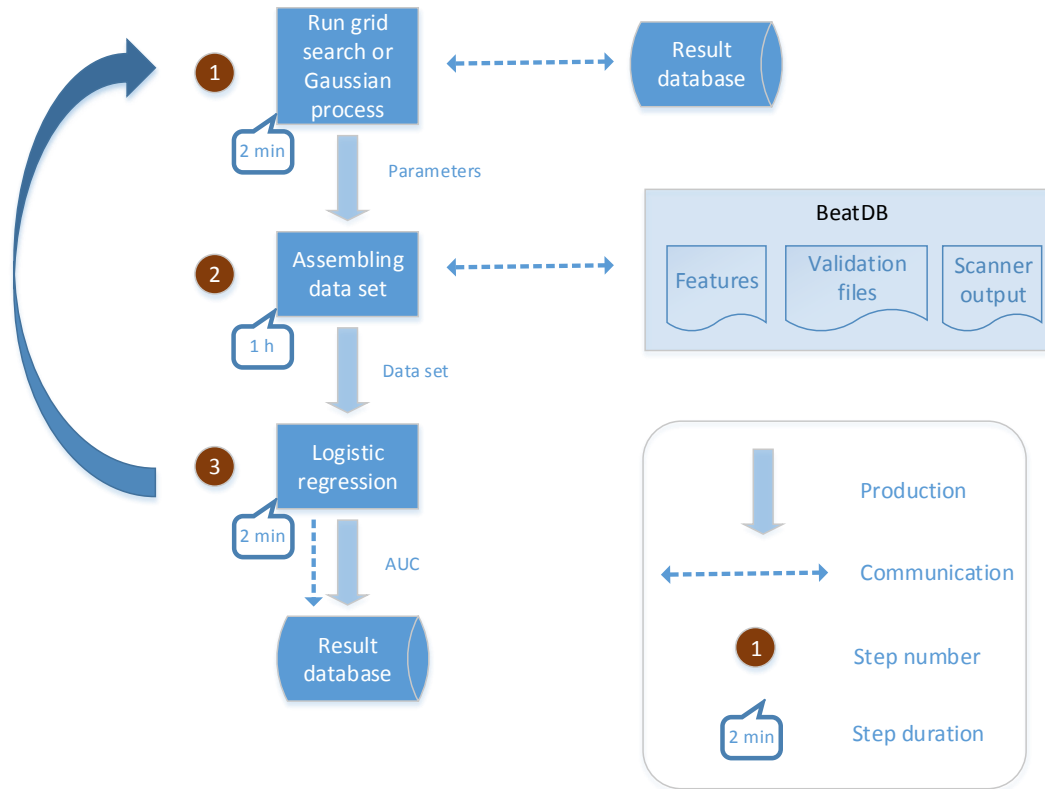 1
Run grid
search or
Gaussian
process
2 min
Result
database
Parameters
2
Assembling
data set
1 h
BeatDB
Features
Validation
files
Scanner
output
Data set
3
Logistic
regression
2 min
AUC
Result
database
Production
Communication
1
Step number
2 min
Step duration